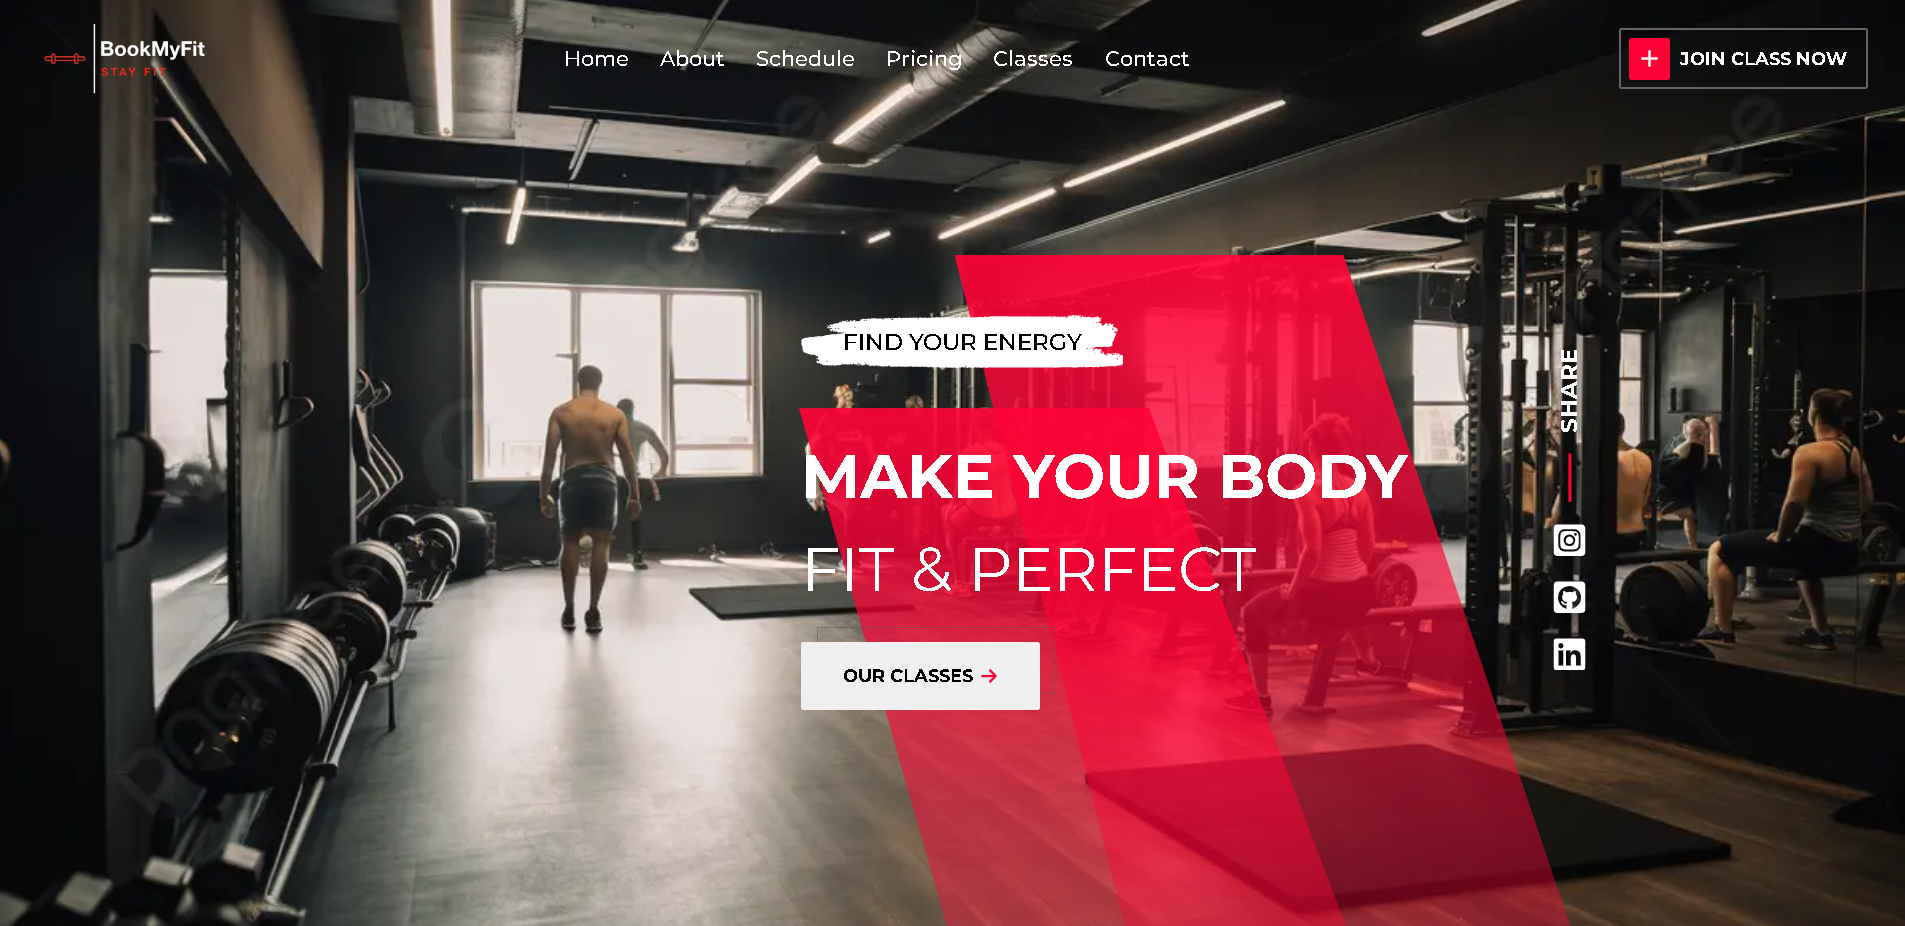 BookMyFit
STAY FIT
Home
About
Schedule
Pricing
Classes
Contact
JOIN CLASS NOW
FIND YOUR ENERGY
MAKE YOUR BODY
FIT & PERFECT
OUR CLASSES
SHARE
in